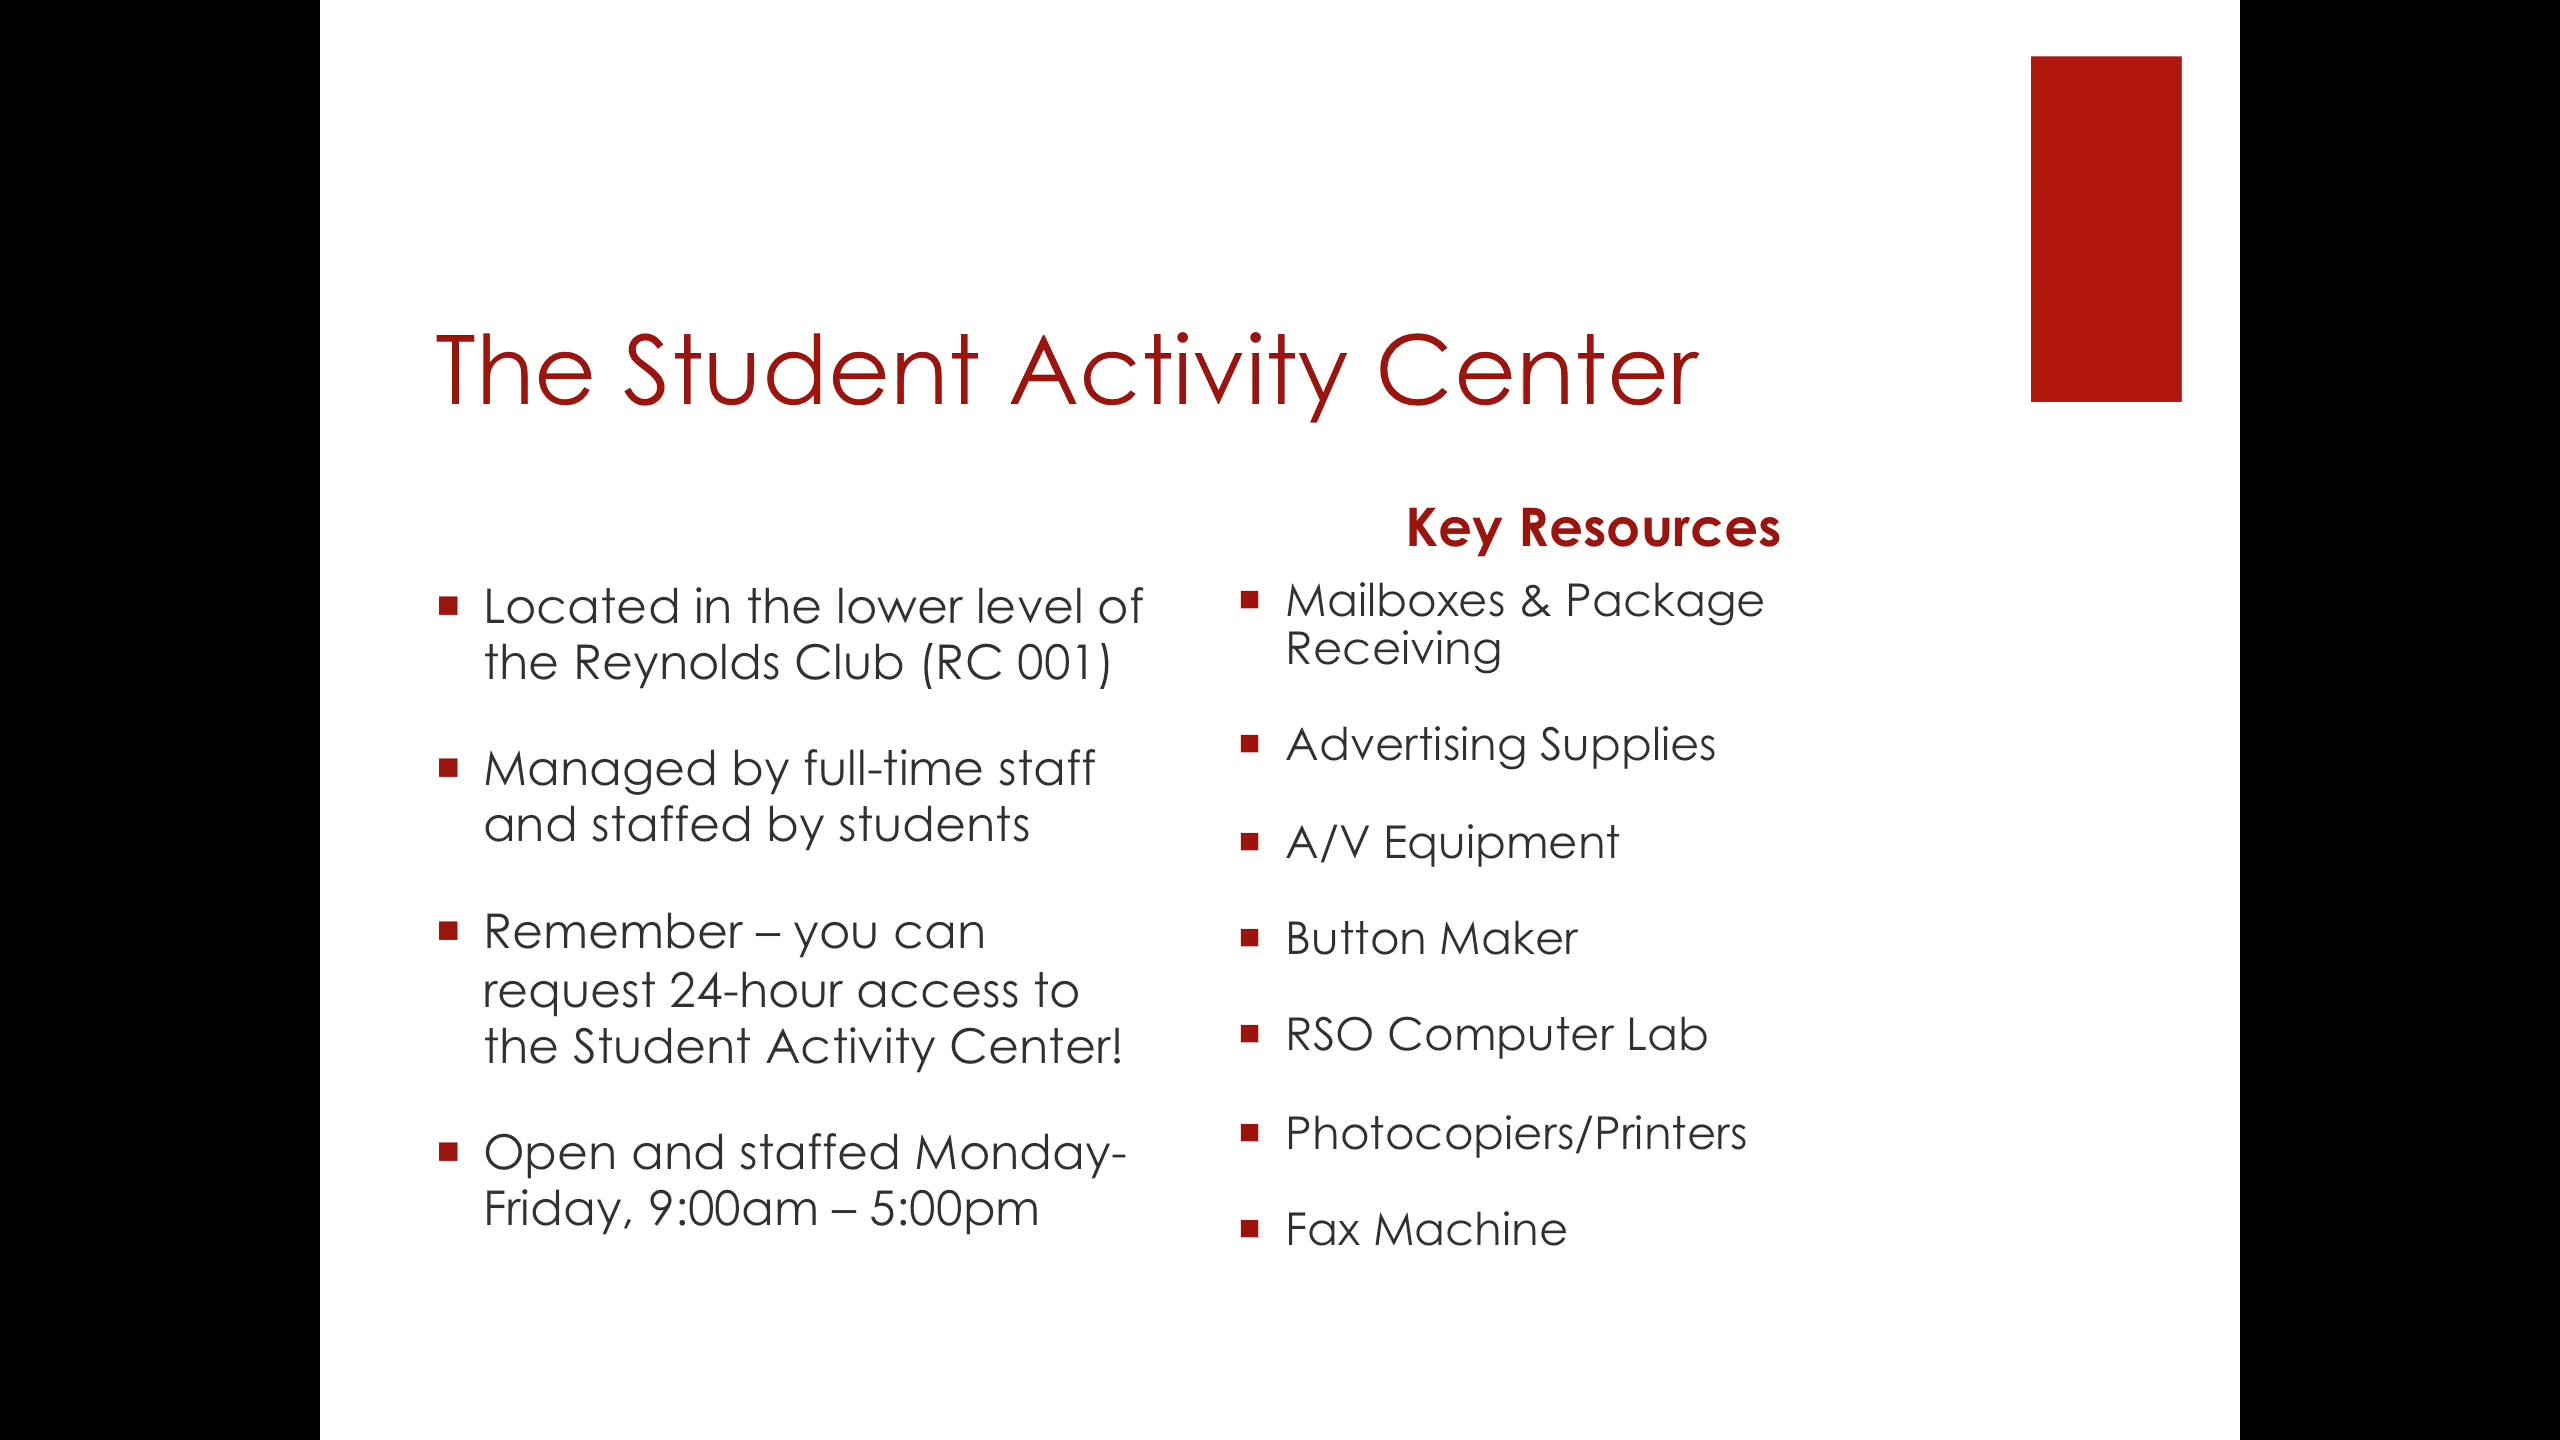 The Student Activity Center
■ Located in the lower level of
the Reynolds Club (RC 001)
■ Managed by full-time staff
and staffed by students
■ Remember – you can
request 24-hour access to
the Student Activity Center!
■ Open and staffed Monday-
Friday, 9:00am – 5:00pm
Key Resources
■ Mailboxes & Package
Receiving
■ Advertising Supplies
■ A/V Equipment
■ Button Maker
■ RSO Computer Lab
■ Photocopiers/Printers
■ Fax Machine